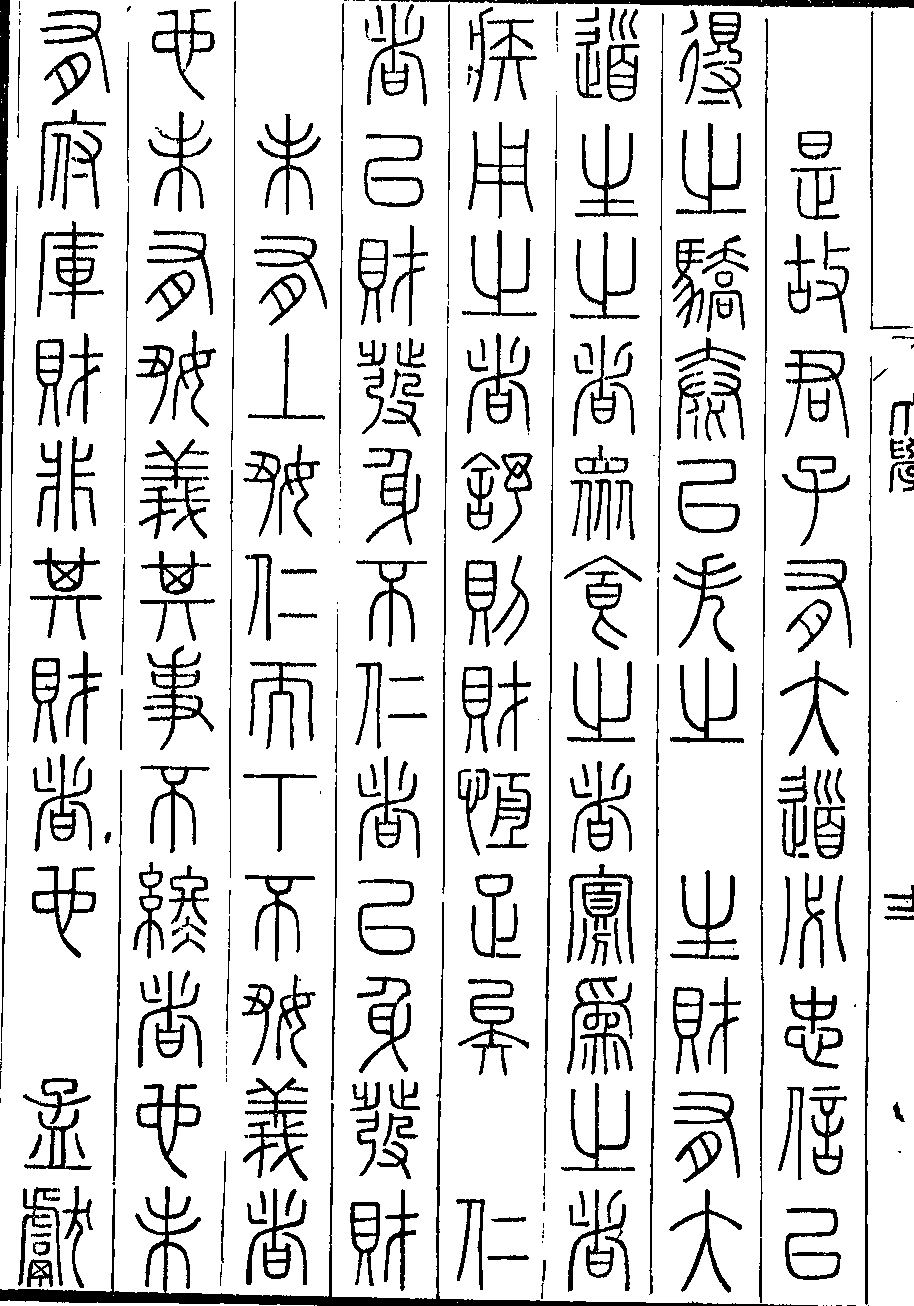 是故君子有大道必忠信以
得之驕泰以失之　生財有大
道生之者眾食之者寡為之者
疾用之者舒則財恆足矣　仁
者以財發身不仁者以身發財
未有上好仁而下不好義者
也未有好義其事不終者也未
有府庫財非其財者也　孟獻